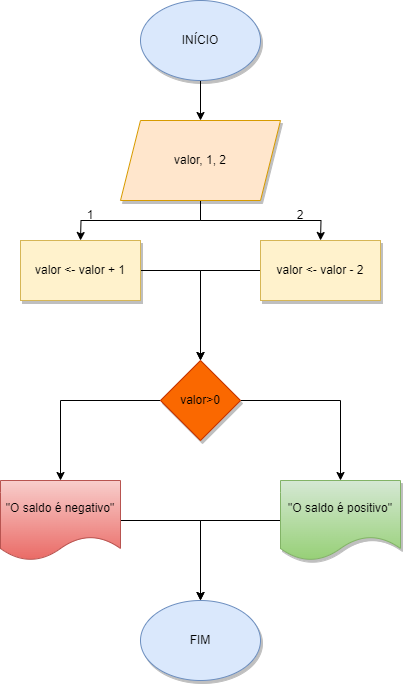 INÍCIO
valor, 1, 2
1
2
valor <- valor + 1
valor <- valor - 2
valor>0
"O saldo é negativo"
"O saldo é positivo"
FIM